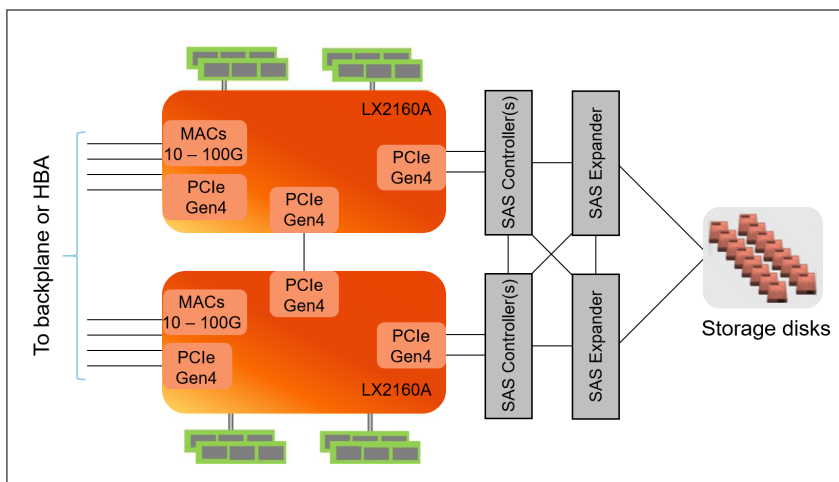 To backplane or HBA
LX2160A
MACs
10 – 100G
PCIe
Gen4
PCIe
Gen4
PCIe
Gen4
SAS Controller(s)
SAS Expander
PCIe
Gen4
MACs
10 – 100G
PCIe
Gen4
PCIe
Gen4
LX2160A
SAS Controller(s)
SAS Expander
Storage disks